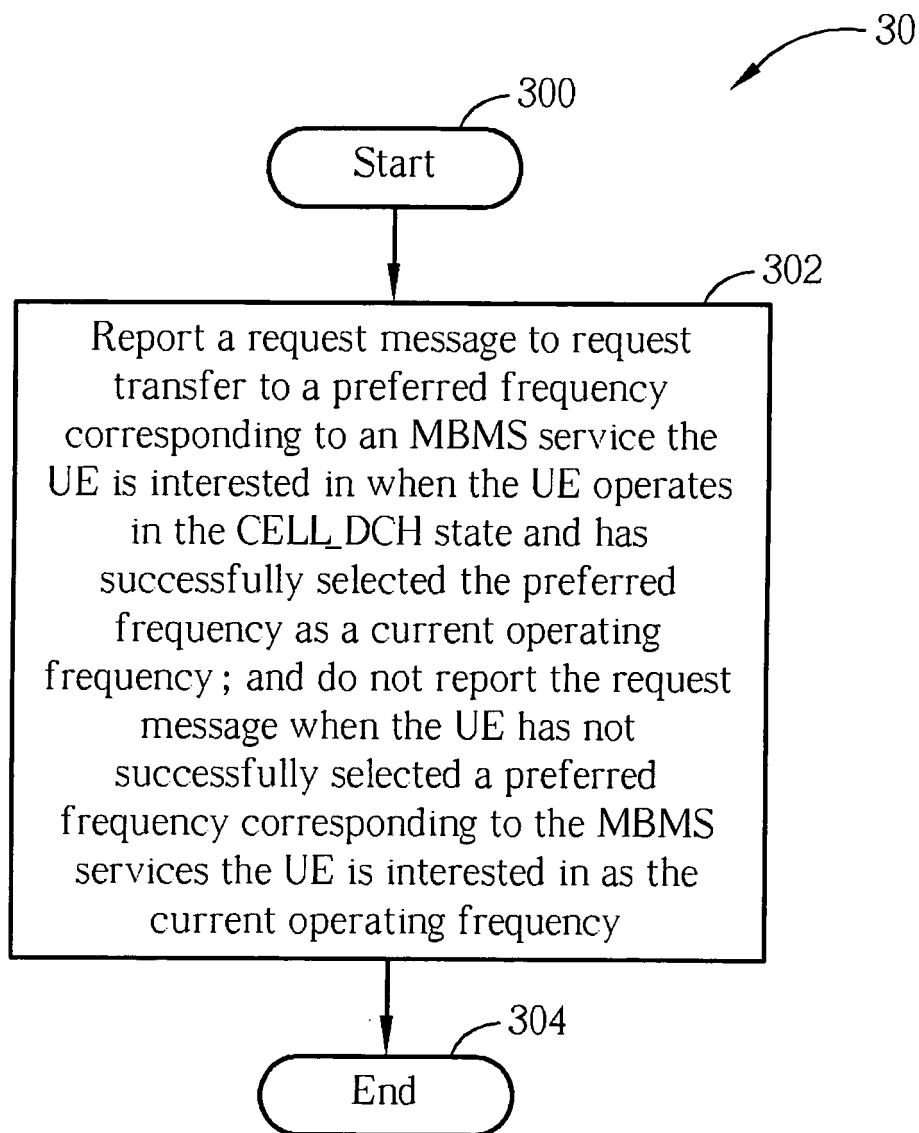 30
300
Start
302
Report a request message to request
transfer to a preferred frequency
corresponding to an MBMS service the
UE is interested in when the UE operates
in the CELL_DCH state and has
successfully selected the preferred
frequency as a current operating
frequency; and do not report the request
message when the UE has not
successfully selected a preferred
frequency corresponding to the MBMS
services the UE is interested in as the
current operating frequency
304
End